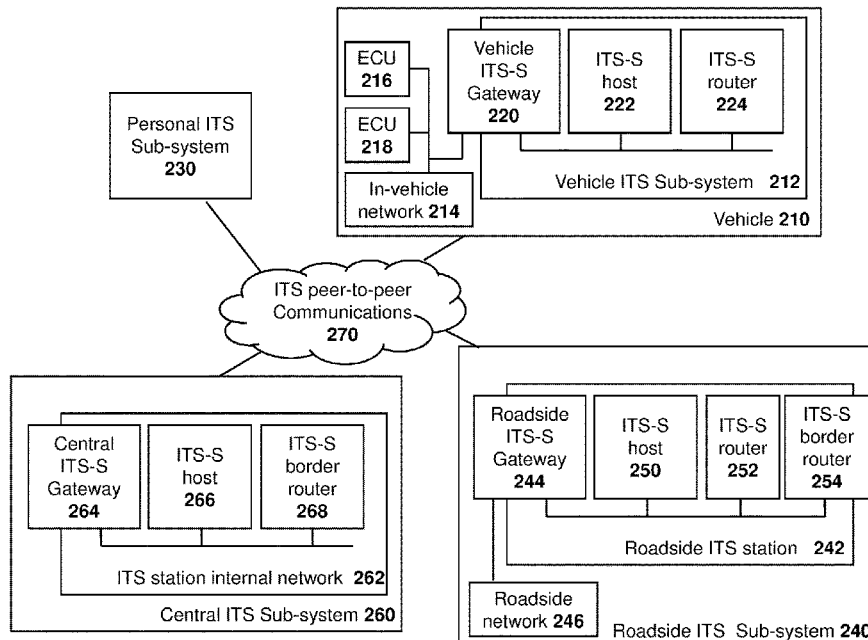 ECU
216
ECU
218
In-vehicle
network 214
Vehicle
ITS-S
Gateway
220
ITS-S
host
222
ITS-S
router
224
Vehicle ITS Sub-system 212
Vehicle 210
Personal ITS
Sub-system
230
ITS peer-to-peer
Communications
270
Central
ITS-S
Gateway
264
ITS-S
host
266
ITS-S
border
router
268
ITS station internal network 262
Central ITS Sub-system 260
Roadside
ITS-S
Gateway
244
ITS-S
host
250
ITS-S
router
252
ITS-S
border
router
254
Roadside ITS station 242
Roadside
network 246
Roadside ITS Sub-system 240